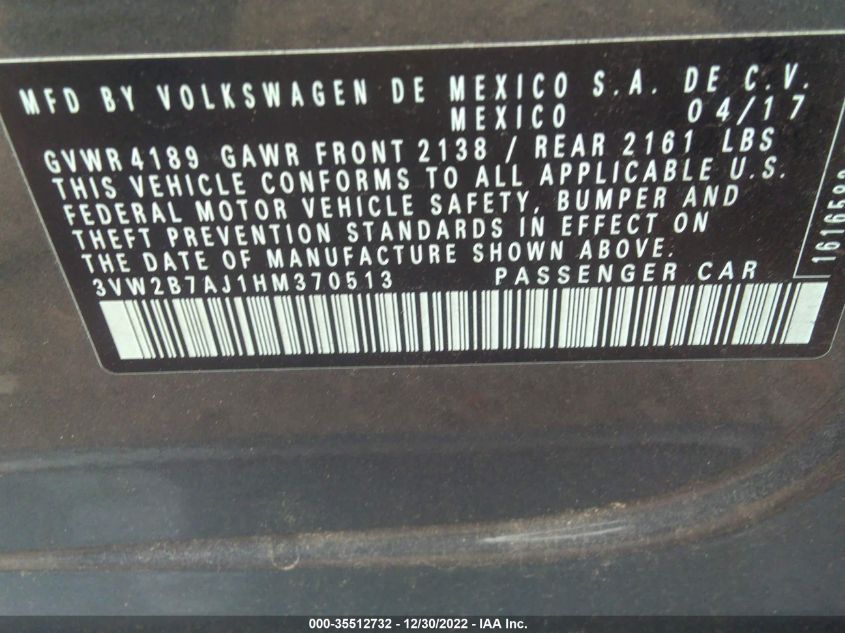 MFD BY VOLKSWAGEN DE MEXICO S.A. DE C.V.
MEXICO 04/17
GVWR 4189 GAWR FRONT 2138 / REAR 2161 LBS
THIS VEHICLE CONFORMS TO ALL APPLICABLE U.S.
FEDERAL MOTOR VEHICLE SAFETY, BUMPER AND
THEFT PREVENTION STANDARDS IN EFFECT ON
THE DATE OF MANUFACTURE SHOWN ABOVE.
3VW2B7AJ1HM370513 PASSENGER CAR
000-35512732 - 12/30/2022 - IAA Inc.